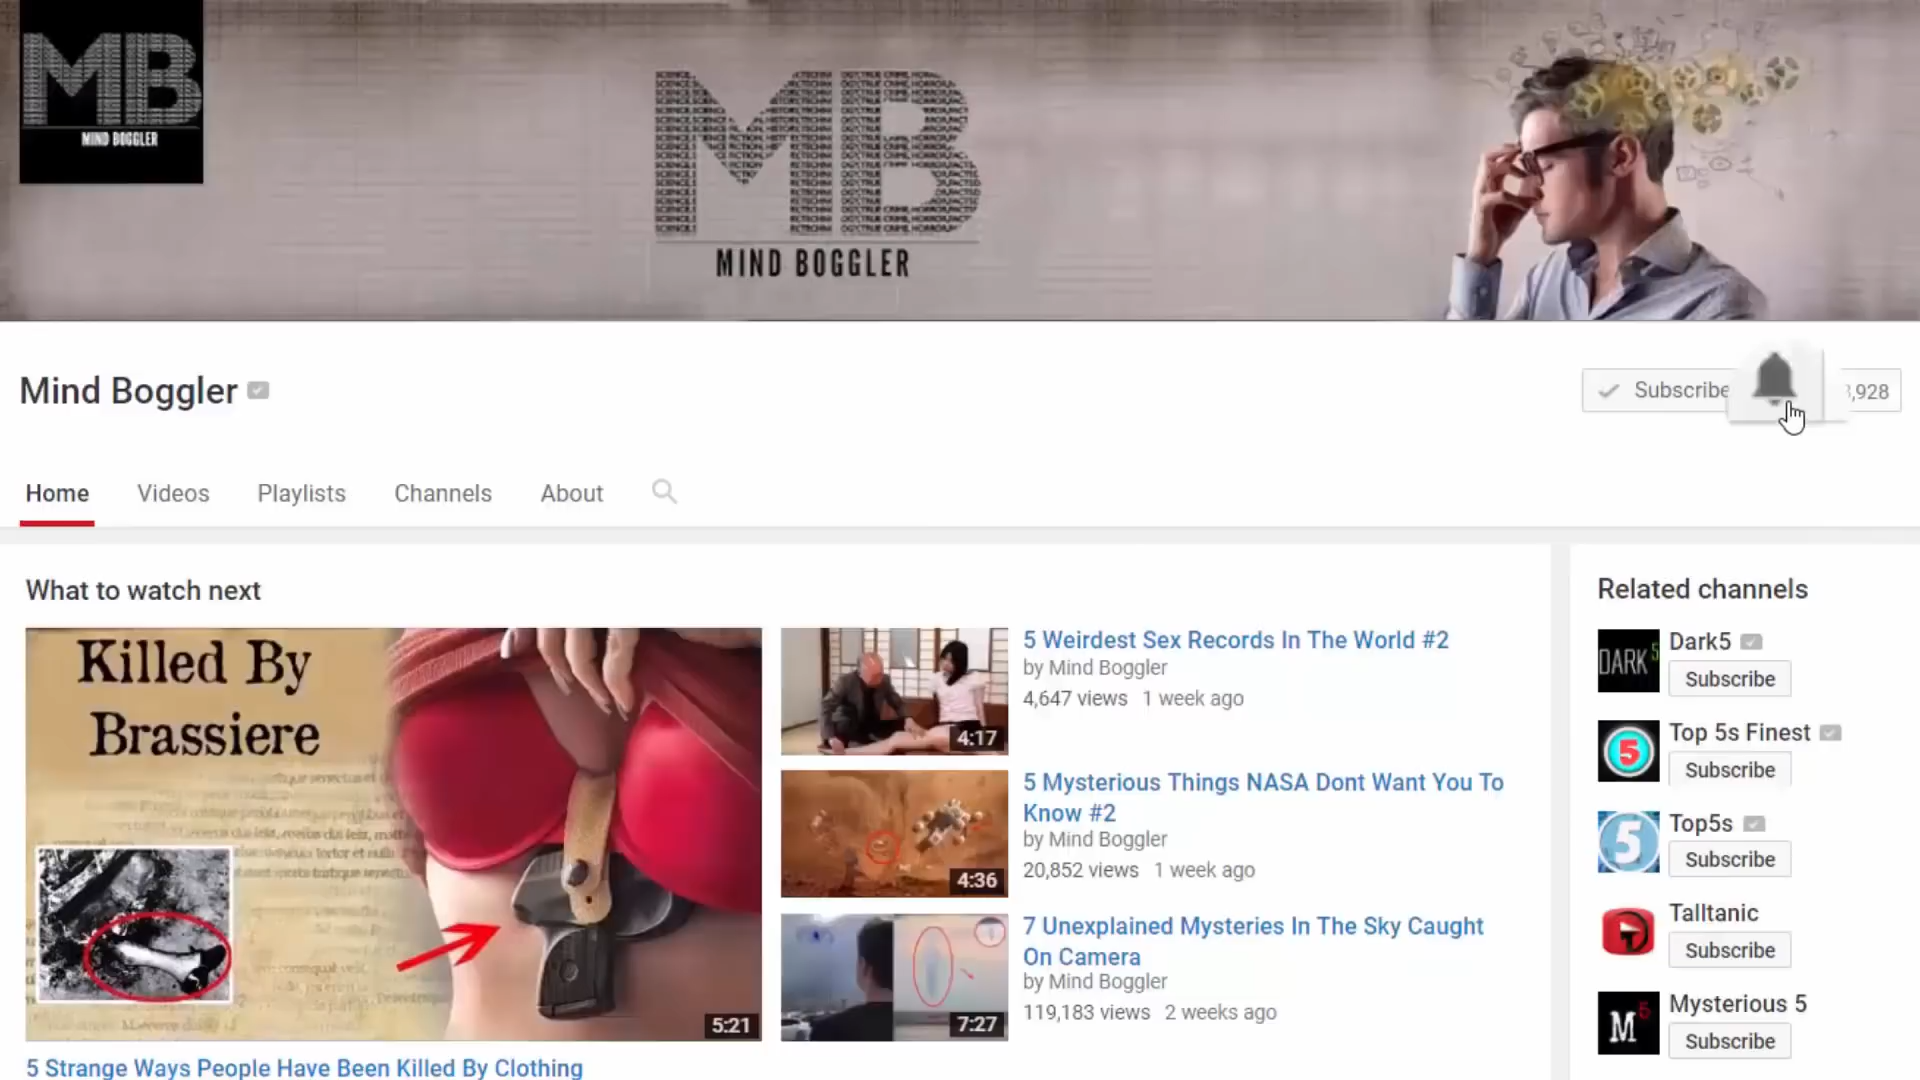 MB
MIND BOGGLER
MB
MIND BOGGLER
Mind Boggler
Subscribe
,928
Home
Videos
Playlists
Channels
About
What to watch next
Killed By
Brassiere
5:21
5 Strange Ways People Have Been Killed By Clothing
4:17
5 Weirdest Sex Records In The World #2
by Mind Boggler
4,647 views 1 week ago
4:36
5 Mysterious Things NASA Dont Want You To
Know #2
by Mind Boggler
20,852 views 1 week ago
7:27
7 Unexplained Mysteries In The Sky Caught
On Camera
by Mind Boggler
119,183 views 2 weeks ago
Related channels
DARK 5
Dark5
Subscribe
5
Top 5s Finest
Subscribe
5
Top5s
Subscribe
Talltanic
Subscribe
M 5
Mysterious 5
Subscribe